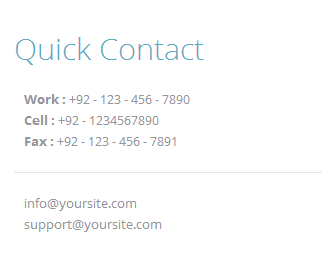 Quick Contact
Work : +92 - 123 - 456 - 7890
Cell : +92 - 1234567890
Fax : +92 - 123 - 456 - 7891
info@yoursite.com
support@yoursite.com